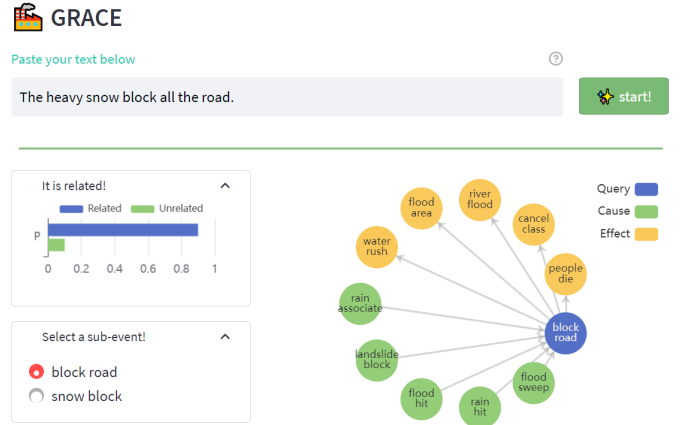 GRACE
Paste your text below
?
The heavy snow block all the road.
start!
It is related!
Related
Unrelated
P
0 0.2 0.4 0.6 0.8 1
Select a sub-event!
block road
snow block
Query
Cause
Effect
river
flood
flood
area
cancel
class
water
rush
people
die
rain
associate
block
road
landslide
block
flood
sweep
flood
hit
rain
hit